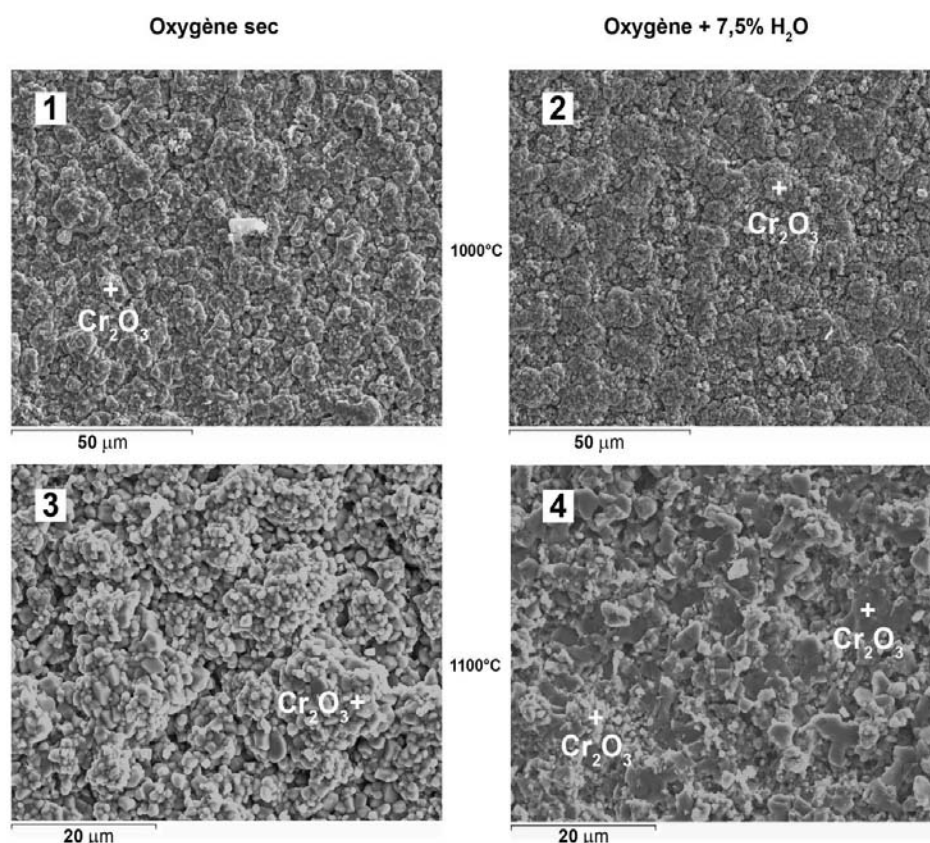 Oxygène sec
Oxygène + 7,5% H₂O
1
2
+
Cr₂O₃
+
Cr₂O₃
1000°C
50 μm
50 μm
3
4
Cr₂O₃+
+
Cr₂O₃
+
Cr₂O₃
1100°C
20 μm
20 μm